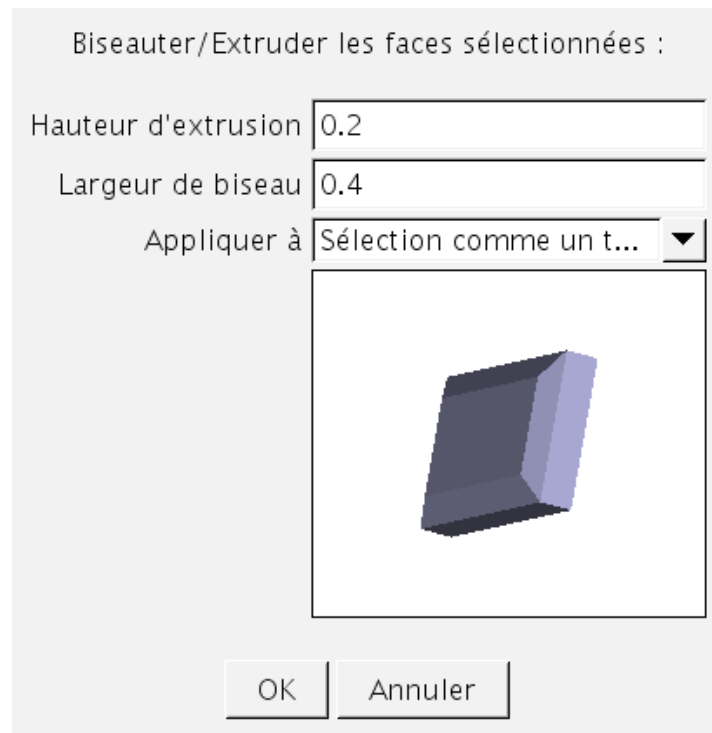 Biseauter/Extruder les faces sélectionnées :
Hauteur d'extrusion 0.2
Largeur de biseau 0.4
Appliquer à Sélection comme un t...
OK Annuler